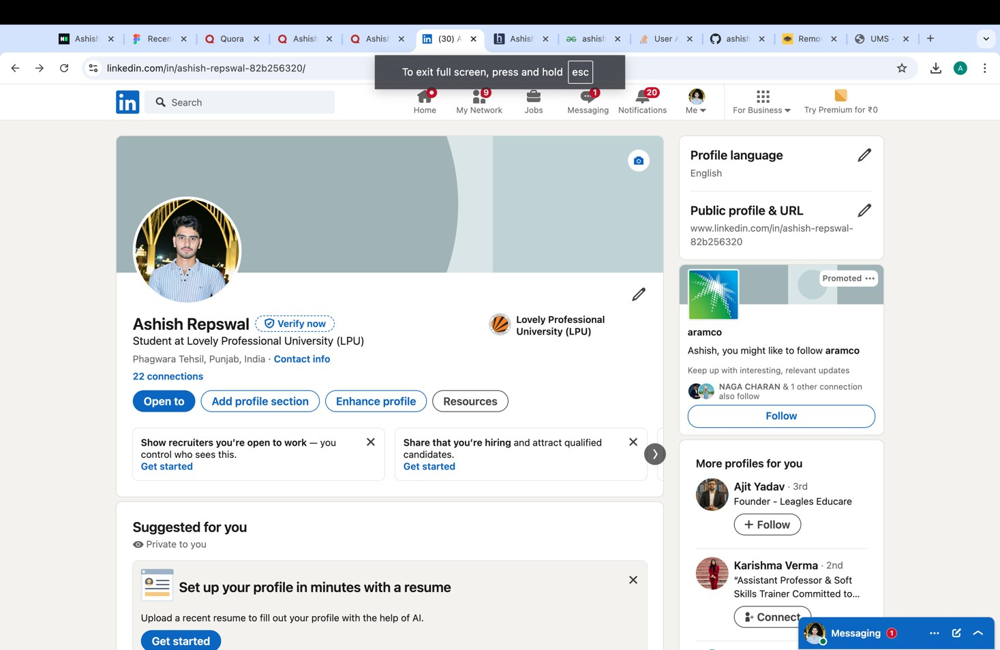 Ashish
Recen
Quora
Ashish
Ashish
(30) A
Ashish
ashish
User A
ashish
Remo
UMS -
linkedin.com/in/ashish-repswal-82b256320/
To exit full screen, press and hold esc
A
in
Search
Home
9
My Network
Jobs
1
Messaging
20
Notifications
Me
For Business
Try Premium for ₹0
Ashish Repswal
Verify now
Student at Lovely Professional University (LPU)
Phagwara Tehsil, Punjab, India · Contact info
22 connections
Lovely Professional
University (LPU)
Open to
Add profile section
Enhance profile
Resources
Show recruiters you’re open to work — you
control who sees this.
Get started
Share that you’re hiring and attract qualified
candidates.
Get started
Suggested for you
Private to you
Set up your profile in minutes with a resume
Upload a recent resume to fill out your profile with the help of AI.
Get started
Profile language
English
Public profile & URL
www.linkedin.com/in/ashish-repswal-
82b256320
Promoted
aramco
Ashish, you might like to follow aramco
Keep up with interesting, relevant updates
NAGA CHARAN & 1 other connection
also follow
Follow
More profiles for you
Ajit Yadav · 3rd
Founder - Leagles Educare
+ Follow
Karishma Verma · 2nd
“Assistant Professor & Soft
Skills Trainer Committed to...
Connect
Messaging 1